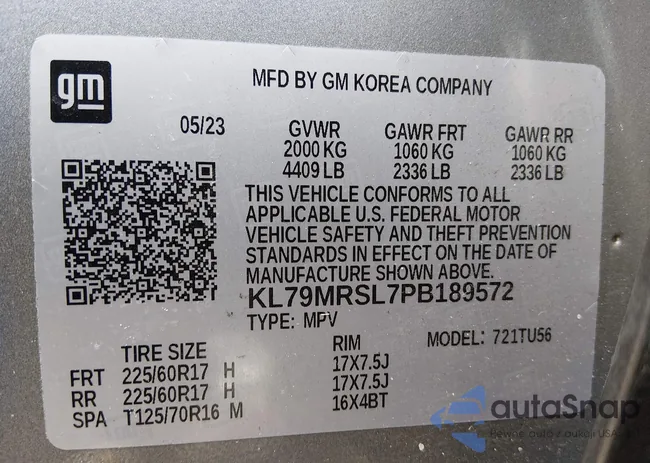 gm
MFD BY GM KOREA COMPANY
05/23
GVWR GAWR FRT GAWR RR
2000 KG 1060 KG 1060 KG
4409 LB 2336 LB 2336 LB
THIS VEHICLE CONFORMS TO ALL
APPLICABLE U.S. FEDERAL MOTOR
VEHICLE SAFETY AND THEFT PREVENTION
STANDARDS IN EFFECT ON THE DATE OF
MANUFACTURE SHOWN ABOVE.
KL79MRSL7PB189572
TYPE: MPV MODEL: 721TU56
TIRE SIZE RIM
FRT 225/60R17 H 17X7.5J
RR 225/60R17 H 17X7.5J
SPA T125/70R16 M 16X4BT
autaSnap